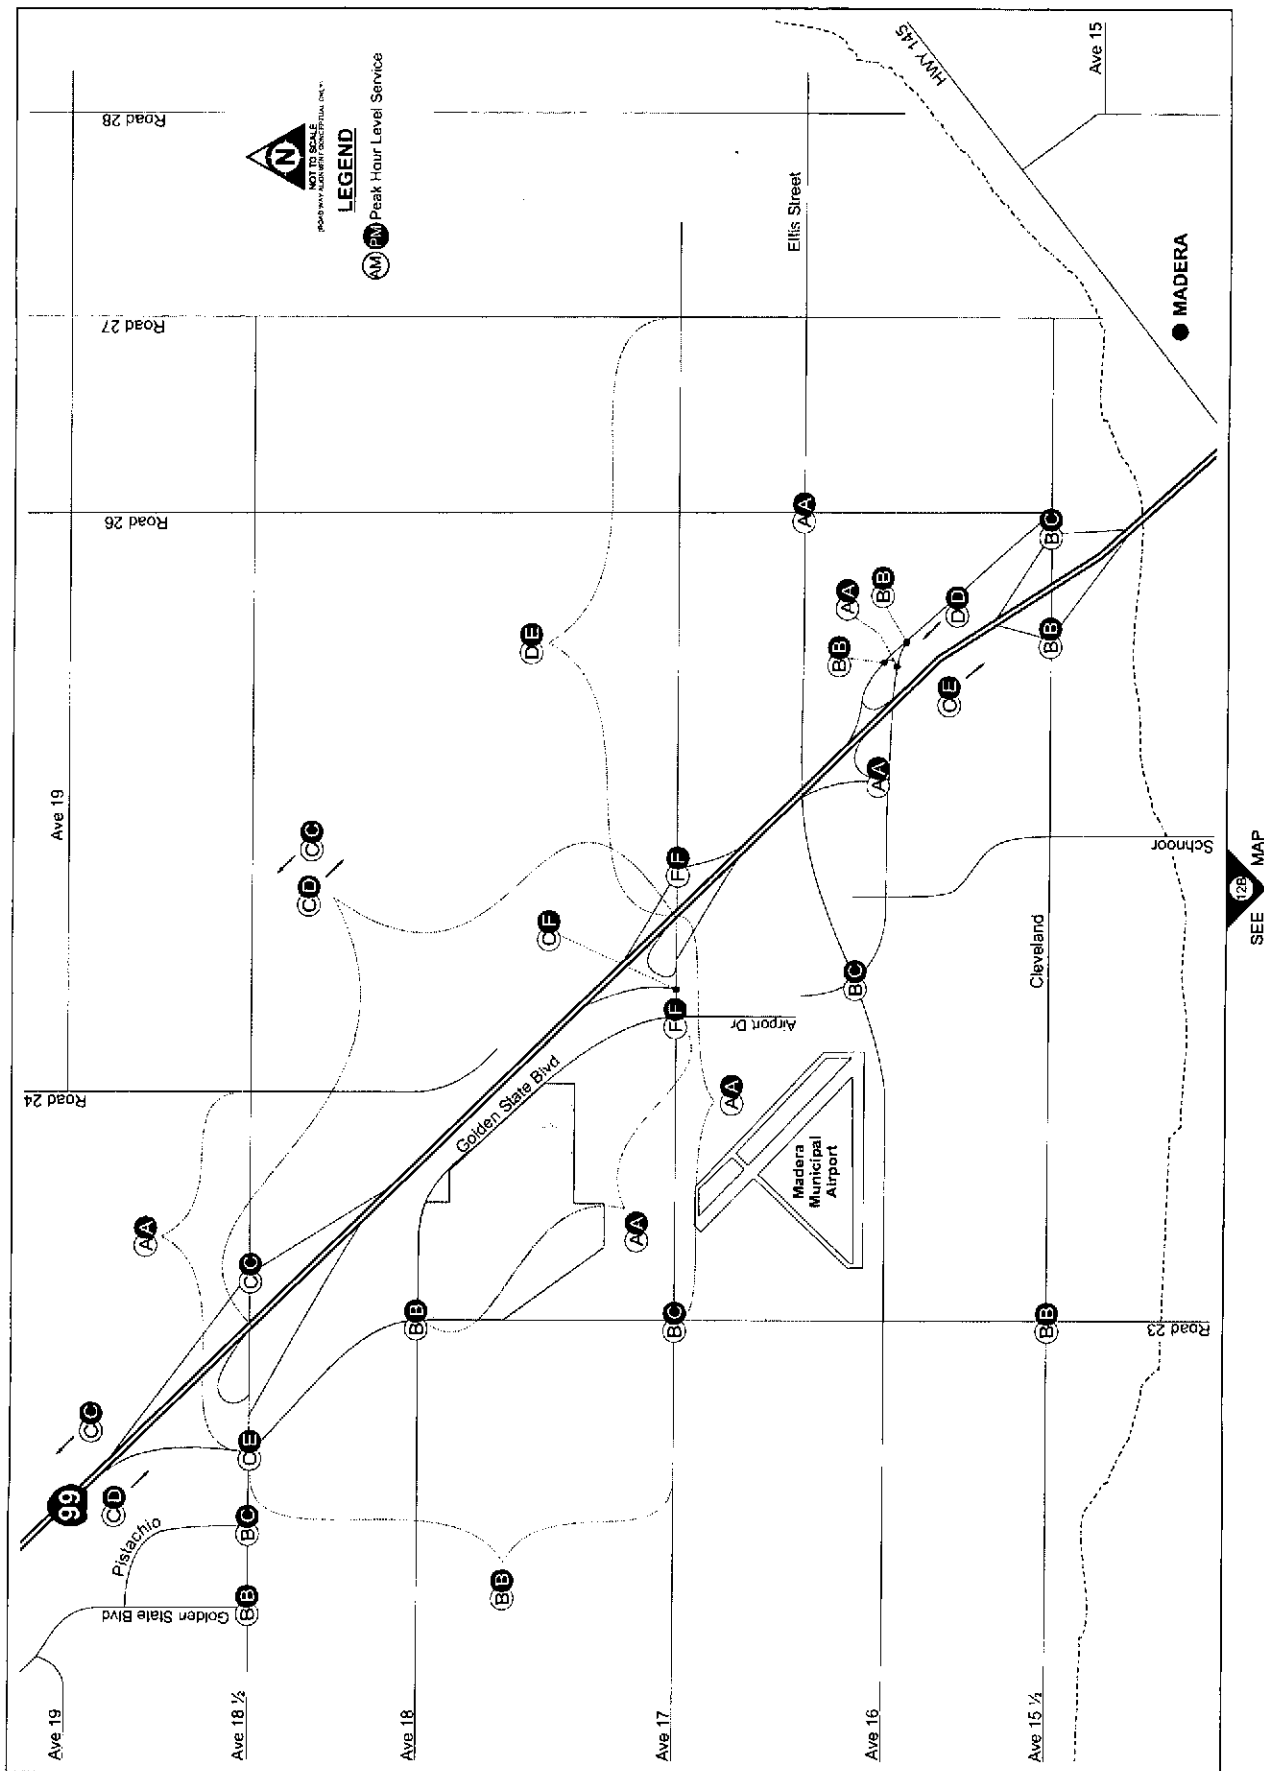 Ave 19
Ave 18 ½
Ave 18
Ave 17
Ave 16
Ave 15 ½
Golden State Blvd
Pistachio
99
C D
C C
B B
B C
C E
C C
A A
B B
B B
B C
B B
Road 23
A A
A A
Madera
Municipal
Airport
Road 24
Golden State Blvd
Airport Dr
F F
C F
F F
B C
C D
C C
Ave 19
Cleveland
Schnoor
A A
C E
B B
A A
B B
D D
B B
B C
D E
A A
Road 26
Road 27
Road 28
Ellis Street
HWY 145
Ave 15
MADERA
N
NOT TO SCALE
LEGEND
AM PM Peak Hour Level Service
SEE 12B MAP